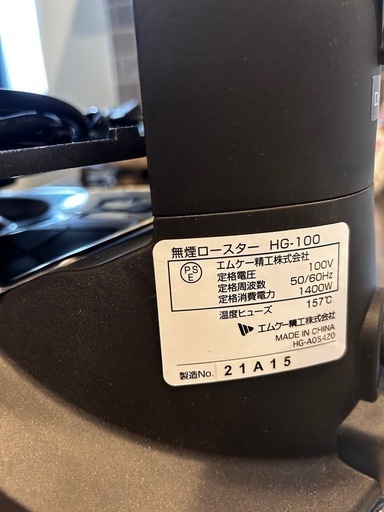 無煙ロースター HG-100
PSE
エムケー精工株式会社
定格電圧 100V
定格周波数 50/60Hz
定格消費電力 1400W
温度ヒューズ 157℃
エムケー精工株式会社
MADE IN CHINA
HG-A0S4Z0
製造No. 21A15